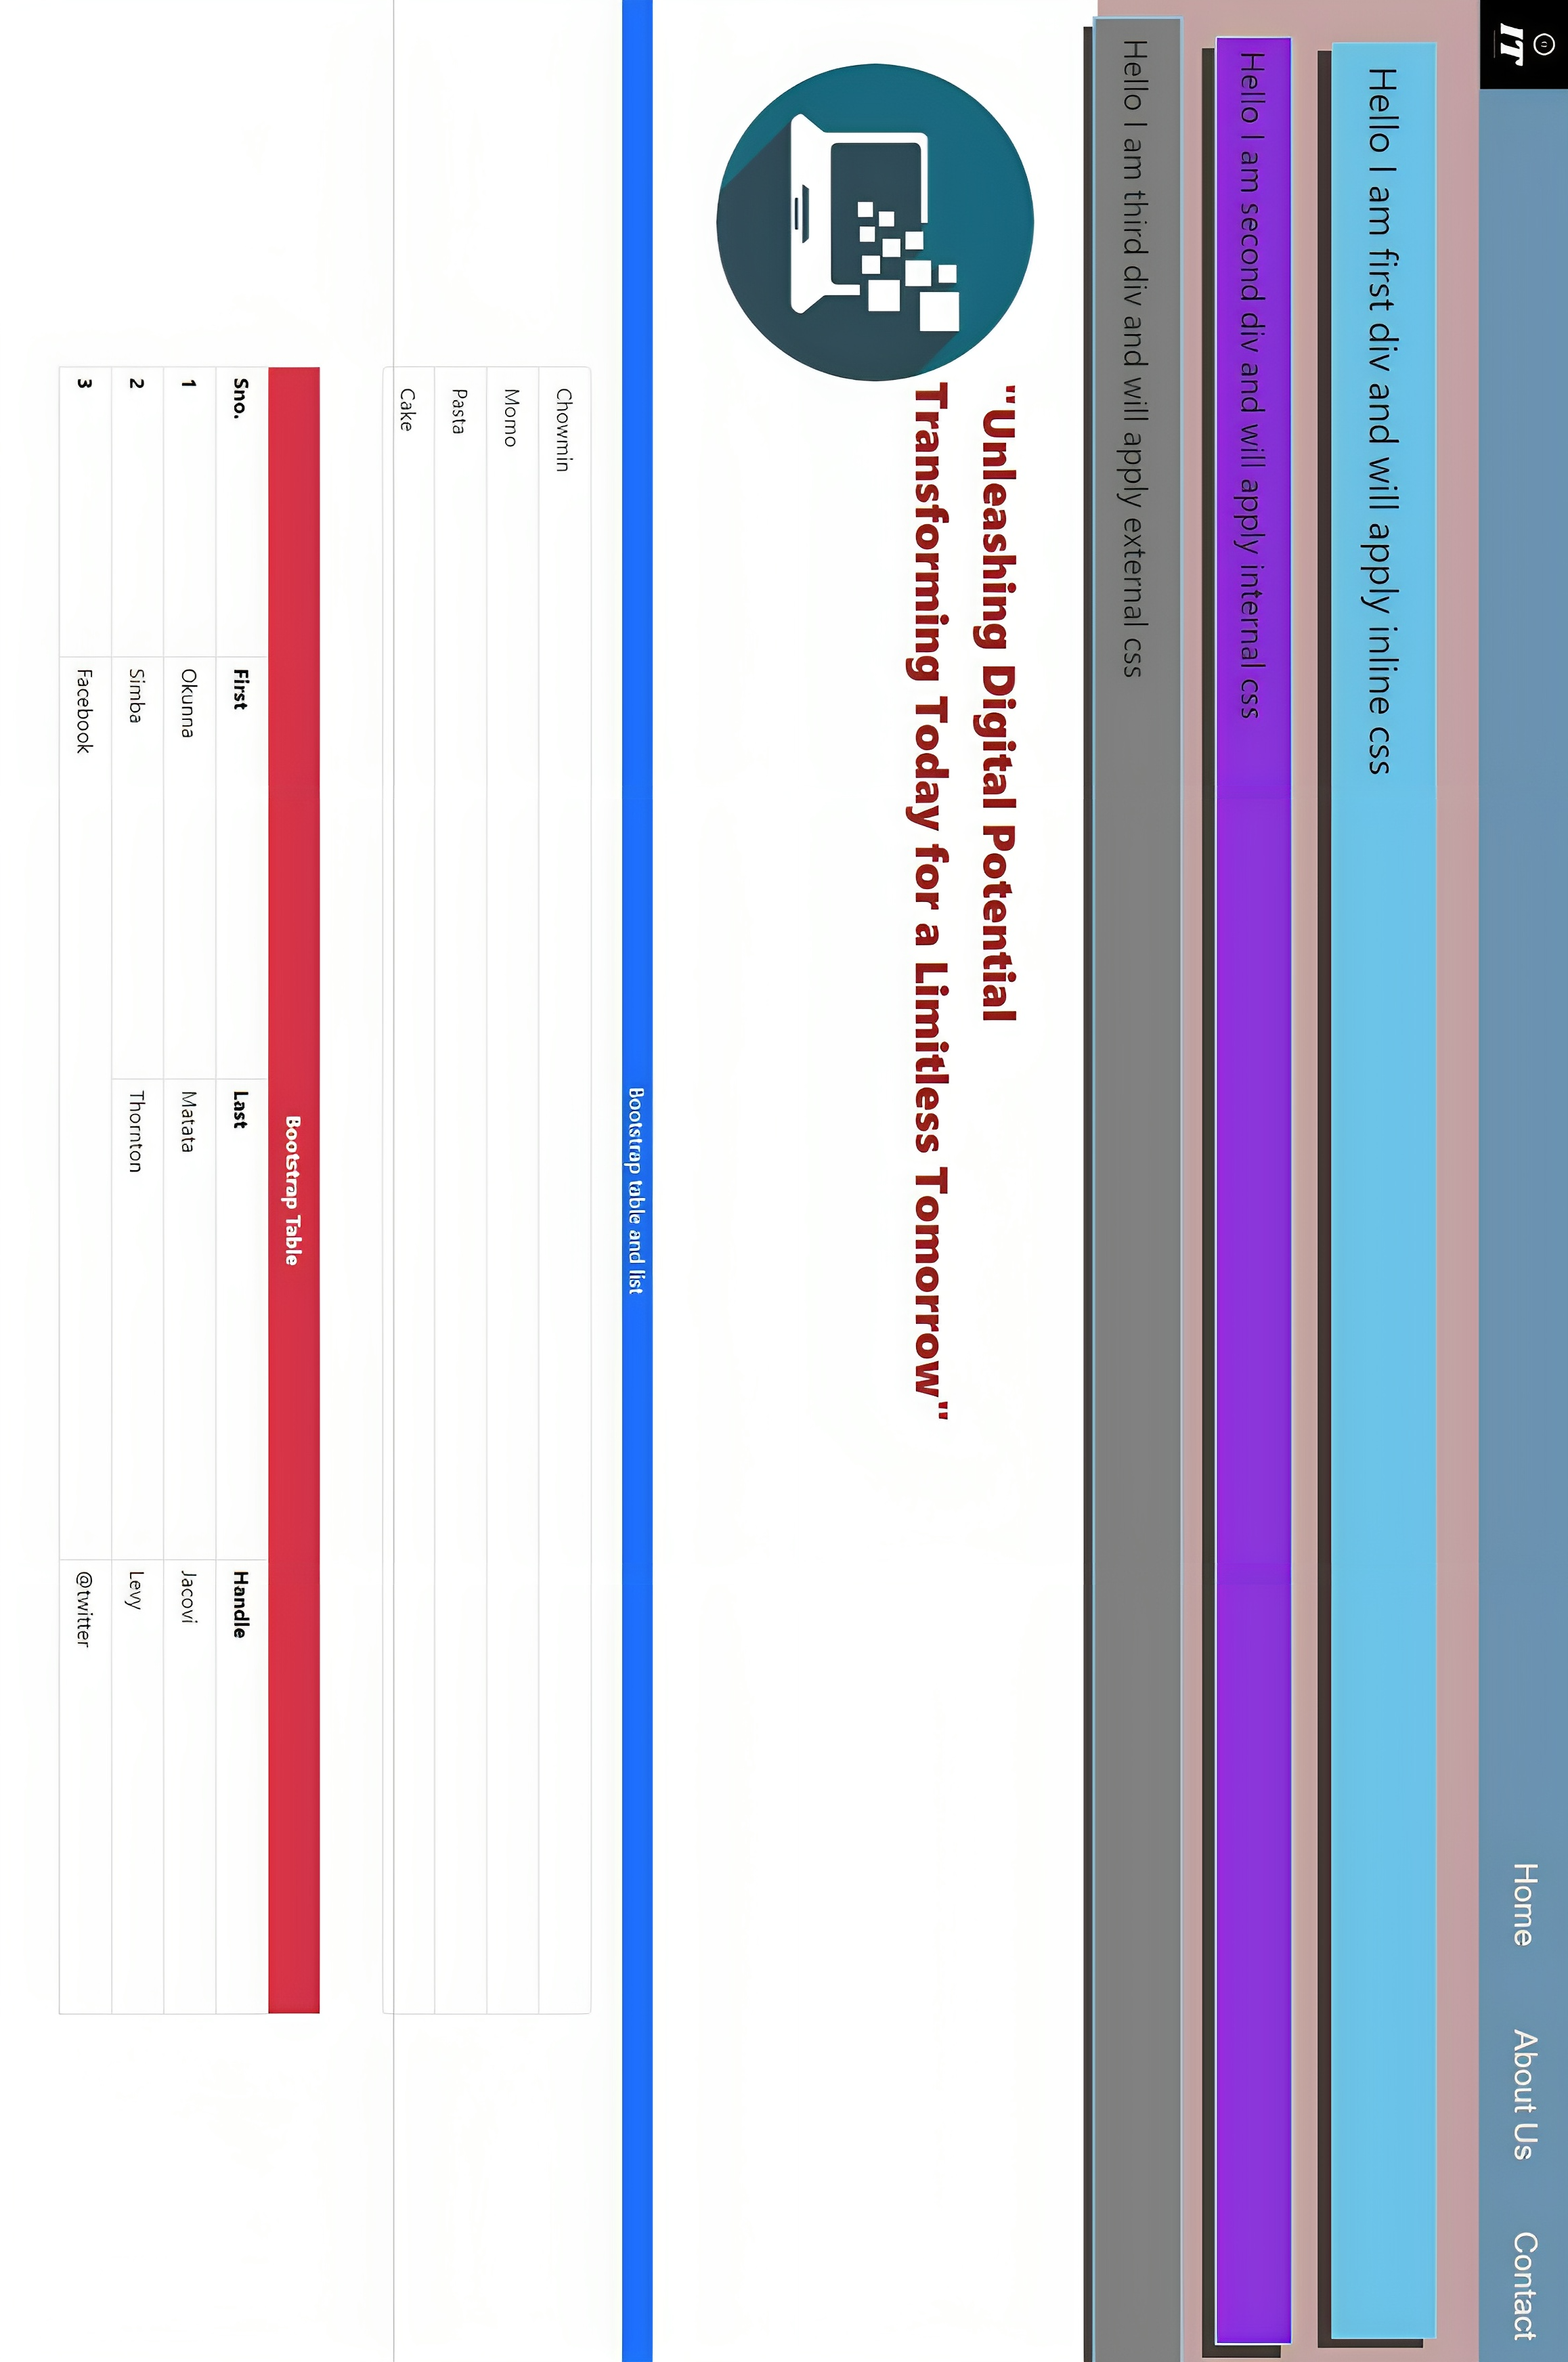 IT
Home About Us Contact
Hello I am first div and will apply inline css
Hello I am second div and will apply internal css
Hello I am third div and will apply external css
"Unleashing Digital Potential
Transforming Today for a Limitless Tomorrow"
Bootstrap table and list
Chowmin
Momo
Pasta
Cake
Bootstrap Table
Sno. First Last Handle
1 Okunna Matata Jacovi
2 Simba Thornton Levy
3 Facebook @twitter